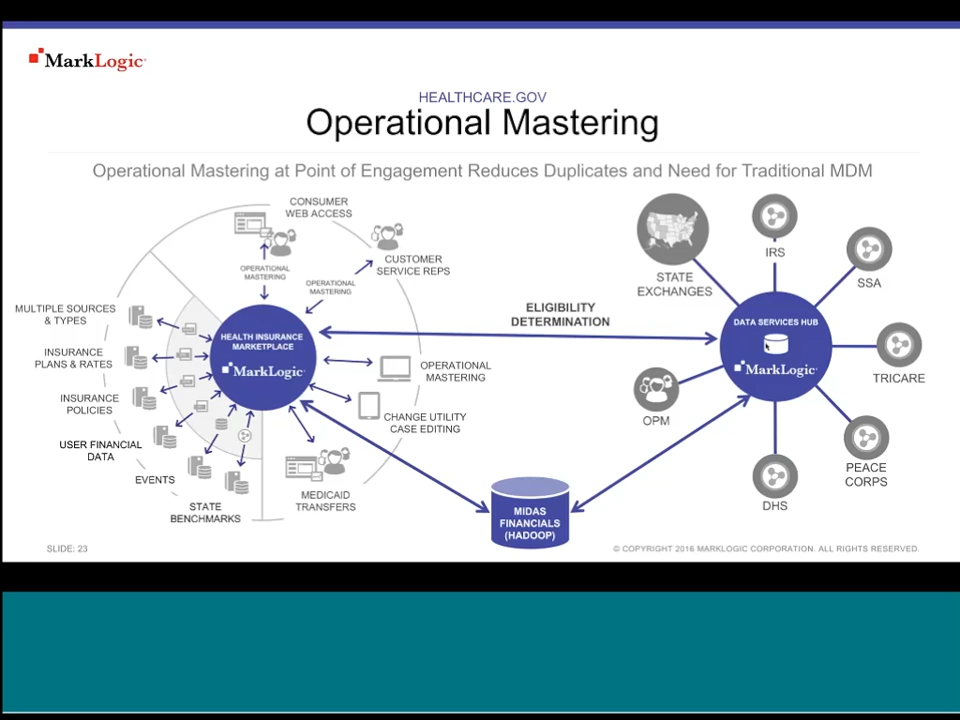 MarkLogic
HEALTHCARE.GOV
Operational Mastering
Operational Mastering at Point of Engagement Reduces Duplicates and Need for Traditional MDM
CONSUMER
WEB ACCESS
CUSTOMER
SERVICE REPS
OPERATIONAL
MASTERING
OPERATIONAL
MASTERING
MULTIPLE SOURCES
& TYPES
INSURANCE
PLANS & RATES
INSURANCE
POLICIES
USER FINANCIAL
DATA
EVENTS
STATE
BENCHMARKS
HEALTH INSURANCE
MARKETPLACE
MarkLogic
OPERATIONAL
MASTERING
CHANGE UTILITY
CASE EDITING
MEDICAID
TRANSFERS
ELIGIBILITY
DETERMINATION
MIDAS
FINANCIALS
(HADOOP)
STATE
EXCHANGES
IRS
SSA
DATA SERVICES HUB
MarkLogic
TRICARE
OPM
PEACE
CORPS
DHS
SLIDE: 23
© COPYRIGHT 2016 MARKLOGIC CORPORATION. ALL RIGHTS RESERVED.